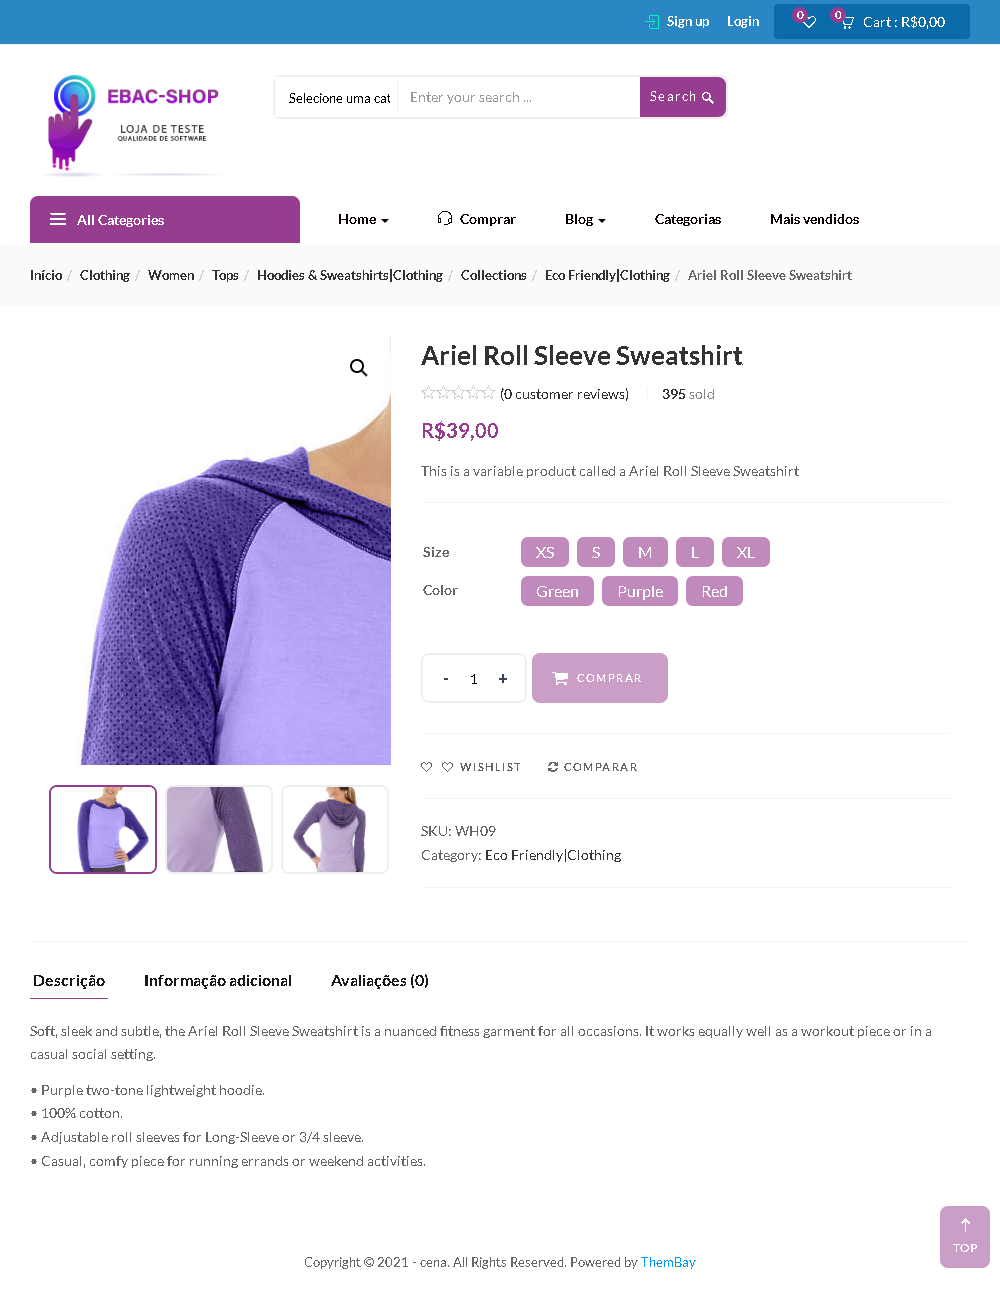 Sign up Login 0 0 Cart : R$0,00
EBAC-SHOP
LOJA DE TESTE
QUALIDADE DE SOFTWARE
Selecione uma cat Enter your search ... Search
All Categories Home Comprar Blog Categorias Mais vendidos
Início / Clothing / Women / Tops / Hoodies & Sweatshirts|Clothing / Collections / Eco Friendly|Clothing / Ariel Roll Sleeve Sweatshirt
Ariel Roll Sleeve Sweatshirt
(0 customer reviews) 395 sold
R$39,00
This is a variable product called a Ariel Roll Sleeve Sweatshirt
Size XS S M L XL
Color Green Purple Red
- 1 + COMPRAR
WISHLIST COMPARAR
SKU: WH09
Category: Eco Friendly|Clothing
Descrição Informação adicional Avaliações (0)
Soft, sleek and subtle, the Ariel Roll Sleeve Sweatshirt is a nuanced fitness garment for all occasions. It works equally well as a workout piece or in a
casual social setting.
• Purple two-tone lightweight hoodie.
• 100% cotton.
• Adjustable roll sleeves for Long-Sleeve or 3/4 sleeve.
• Casual, comfy piece for running errands or weekend activities.
TOP
Copyright © 2021 - cena. All Rights Reserved. Powered by ThemBay